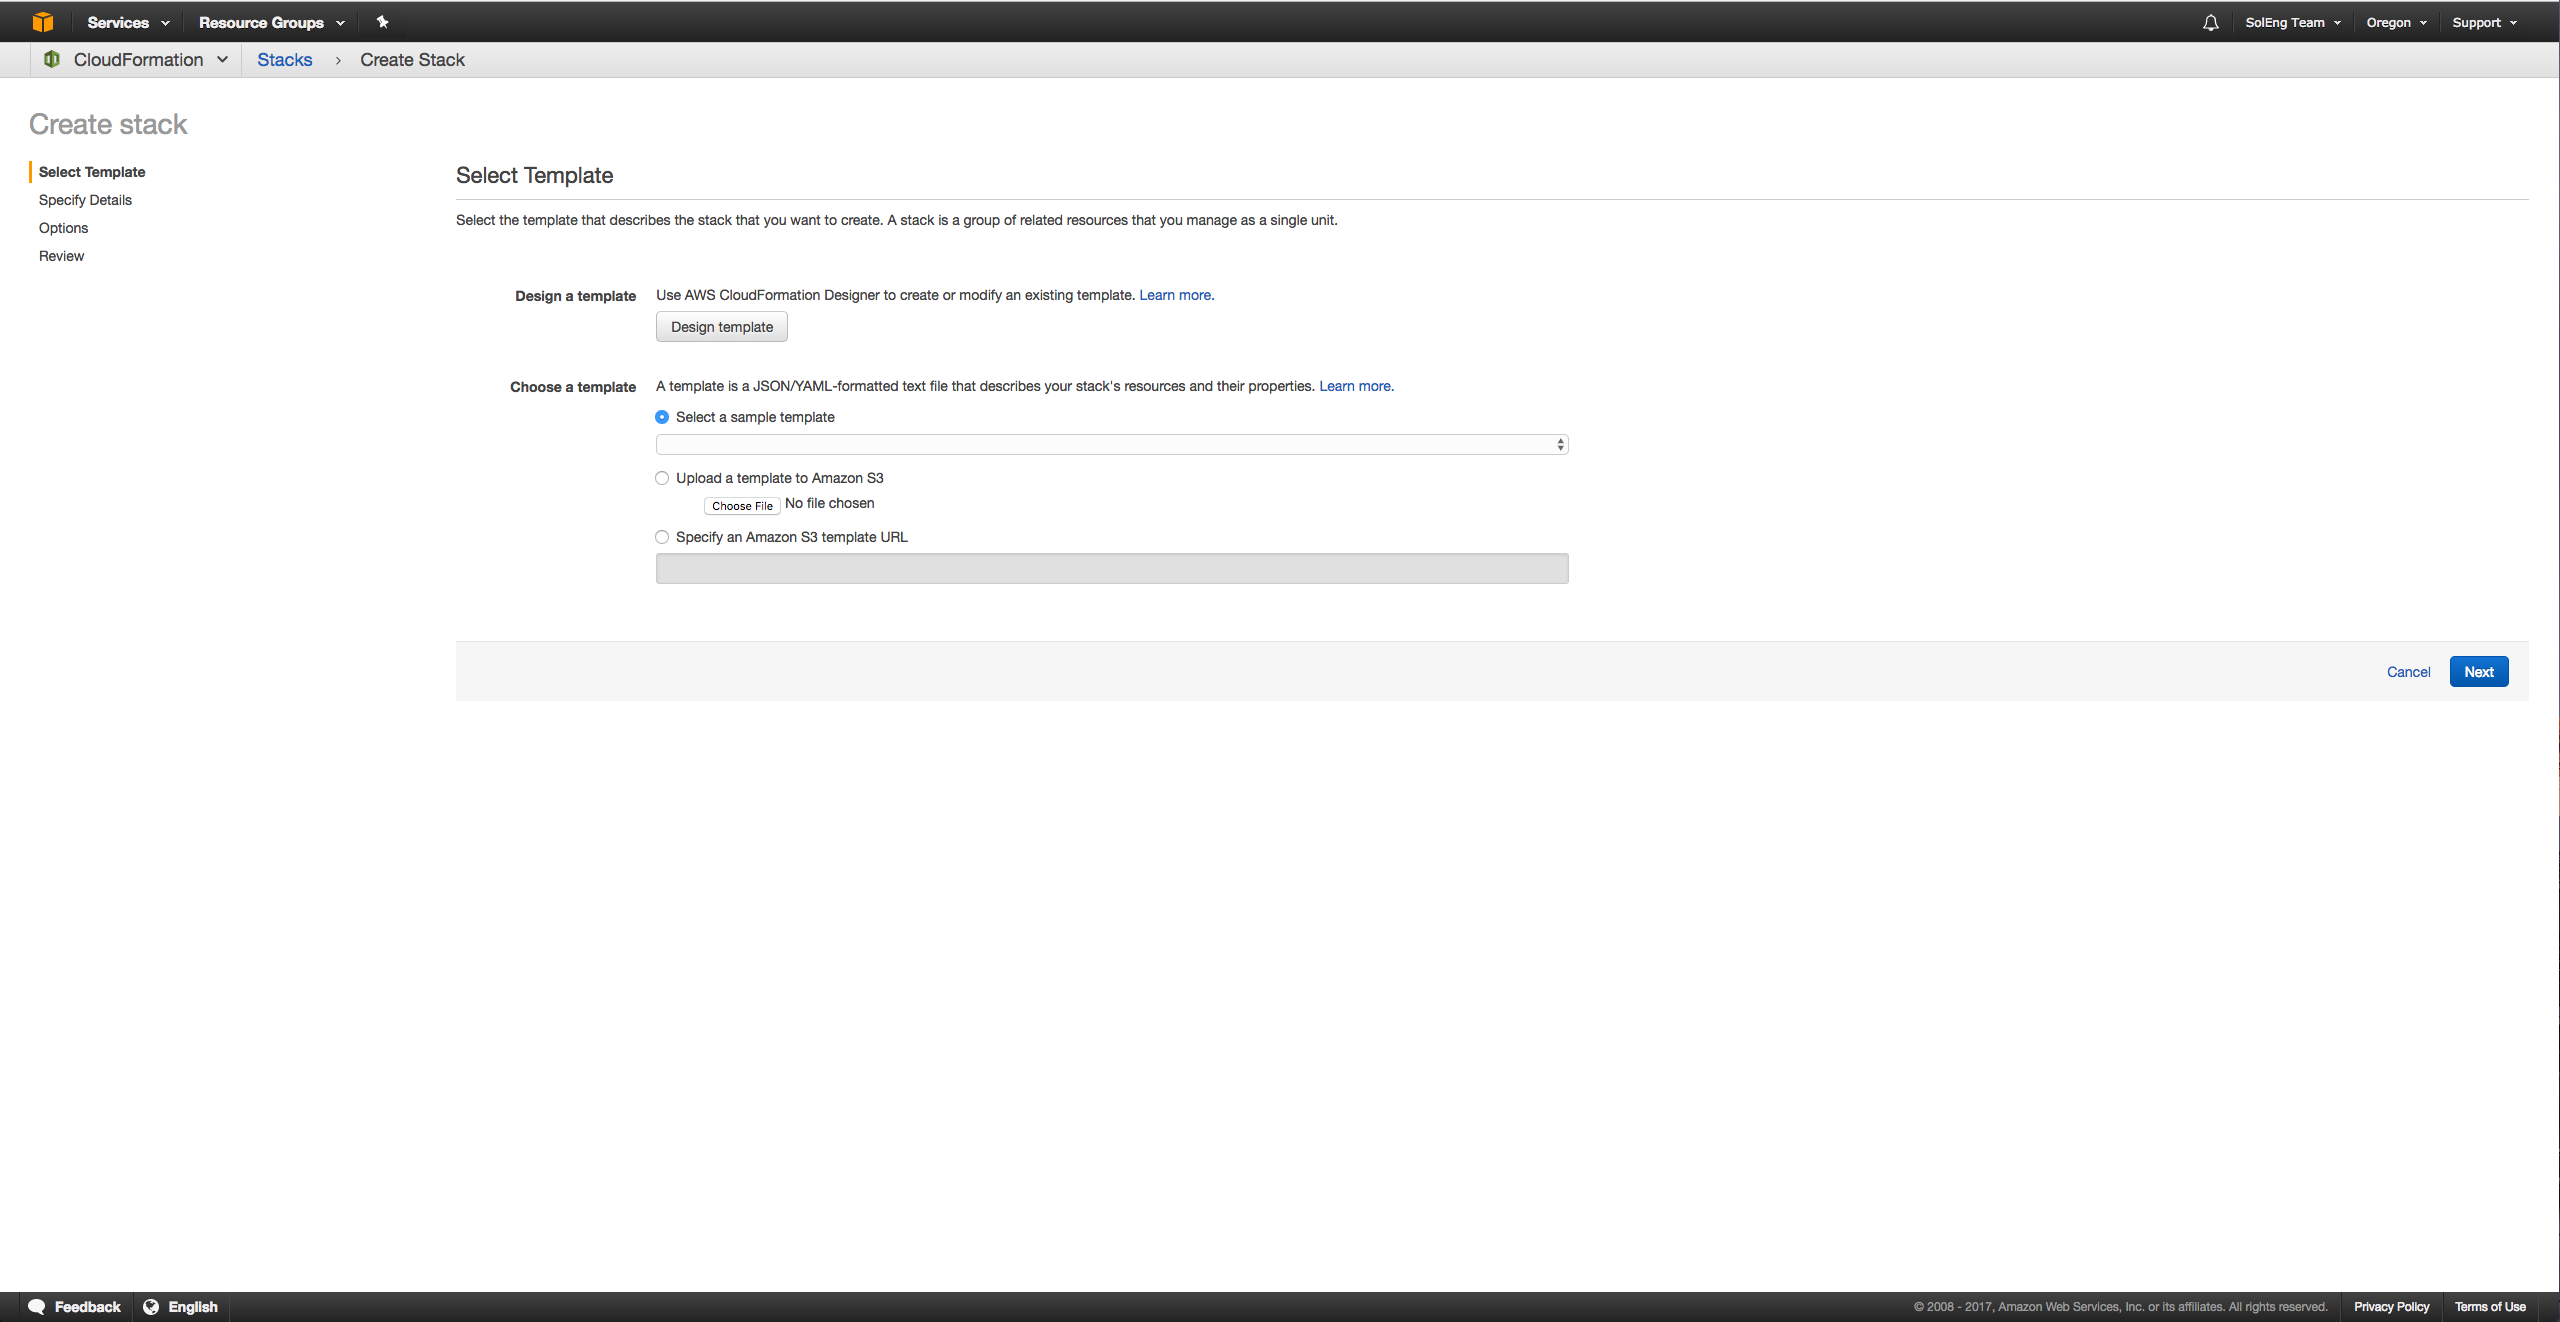 Services
Resource Groups
SolEng Team
Oregon
Support
CloudFormation
Stacks
Create Stack
Create stack
Select Template
Specify Details
Options
Review
Select Template
Select the template that describes the stack that you want to create. A stack is a group of related resources that you manage as a single unit.
Design a template
Use AWS CloudFormation Designer to create or modify an existing template. Learn more.
Design template
Choose a template
A template is a JSON/YAML-formatted text file that describes your stack's resources and their properties. Learn more.
Select a sample template
Upload a template to Amazon S3
Choose File No file chosen
Specify an Amazon S3 template URL
Cancel
Next
Feedback
English
© 2008 - 2017, Amazon Web Services, Inc. or its affiliates. All rights reserved.
Privacy Policy
Terms of Use